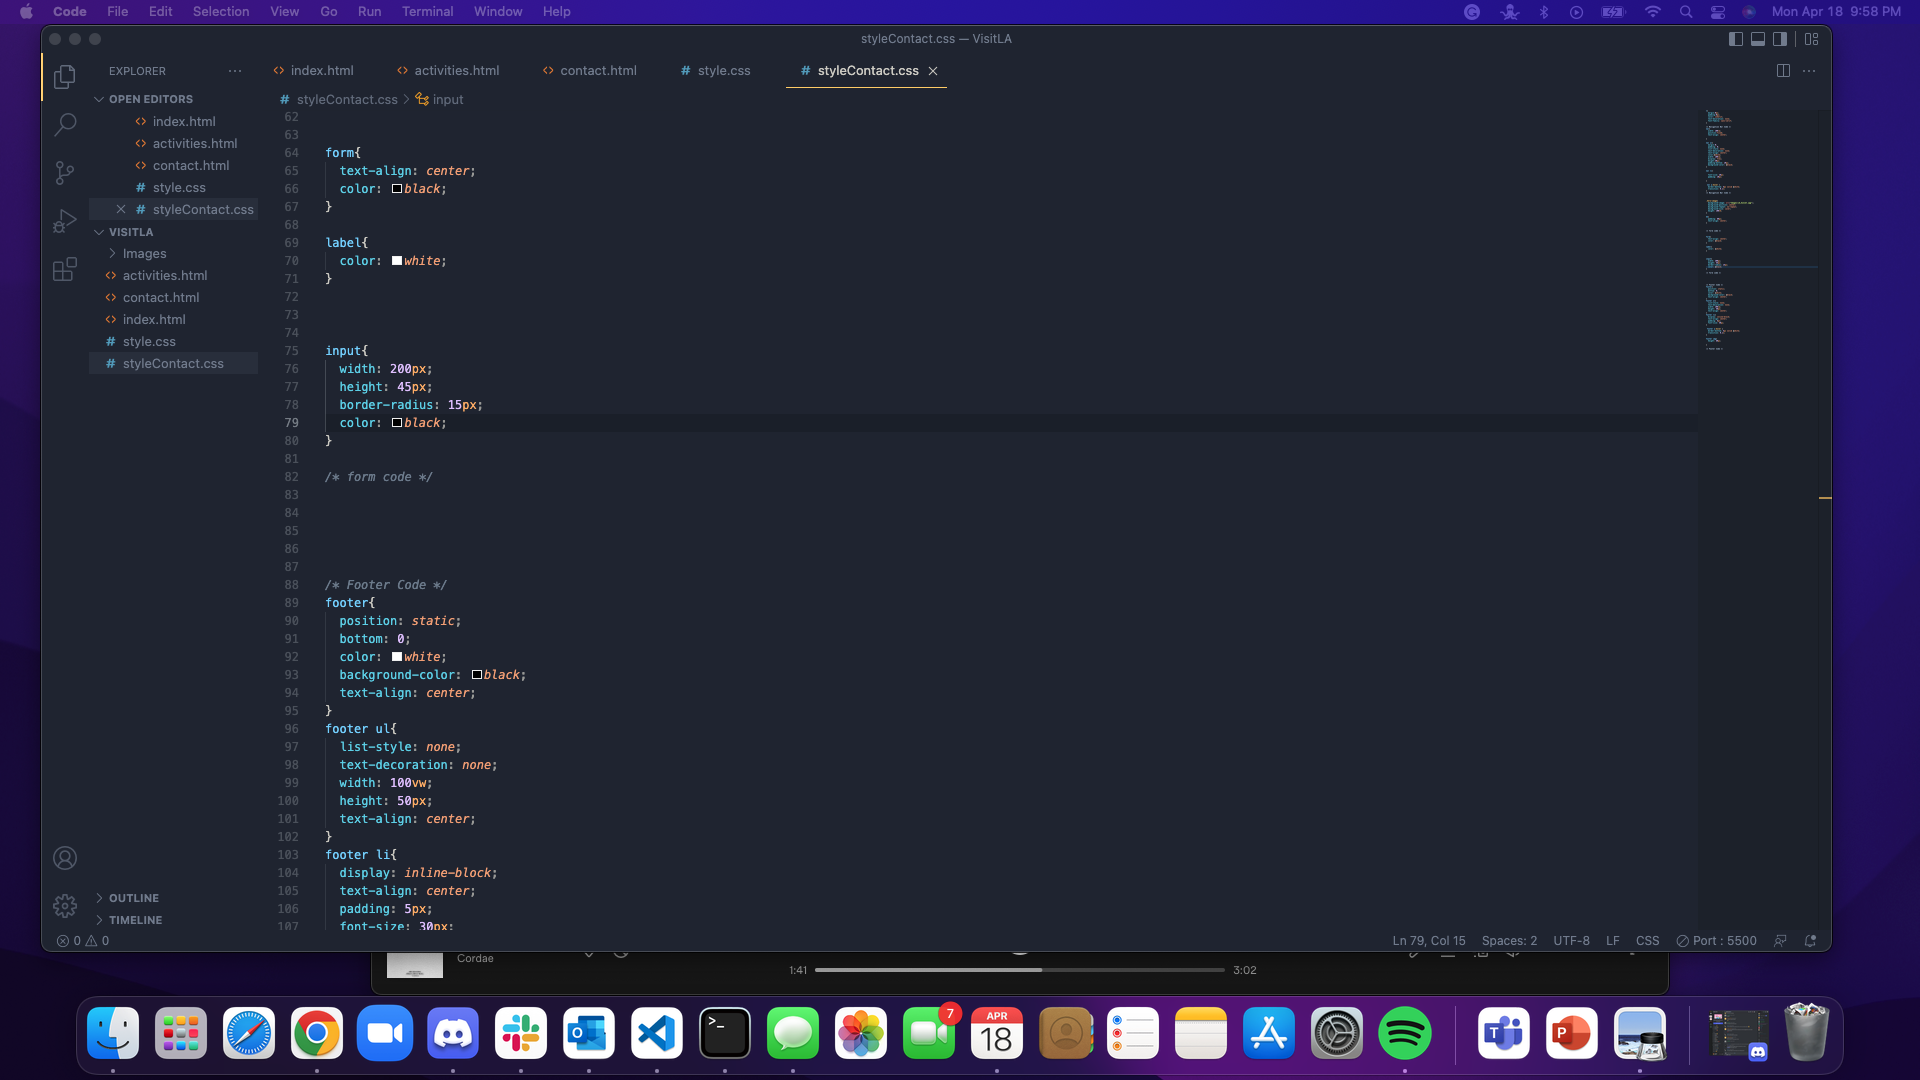 Code File Edit Selection View Go Run Terminal Window Help
Mon Apr 18 9:58 PM
styleContact.css — VisitLA
EXPLORER
index.html
activities.html
contact.html
# style.css
# styleContact.css
OPEN EDITORS
index.html
activities.html
contact.html
# style.css
# styleContact.css
VISITLA
Images
activities.html
contact.html
index.html
# style.css
# styleContact.css
OUTLINE
TIMELINE
# styleContact.css > input
62
63
64 form{
65 text-align: center;
66 color: black;
67 }
68
69 label{
70 color: white;
71 }
72
73
74
75 input{
76 width: 200px;
77 height: 45px;
78 border-radius: 15px;
79 color: black;
80 }
81
82 /* form code */
83
84
85
86
87
88 /* Footer Code */
89 footer{
90 position: static;
91 bottom: 0;
92 color: white;
93 background-color: black;
94 text-align: center;
95 }
96 footer ul{
97 list-style: none;
98 text-decoration: none;
99 width: 100vw;
100 height: 50px;
101 text-align: center;
102 }
103 footer li{
104 display: inline-block;
105 text-align: center;
106 padding: 5px;
107 font-size: 30px;
0 0
Ln 79, Col 15 Spaces: 2 UTF-8 LF CSS Port : 5500
Cordae
1:41
3:02
7
APR
18